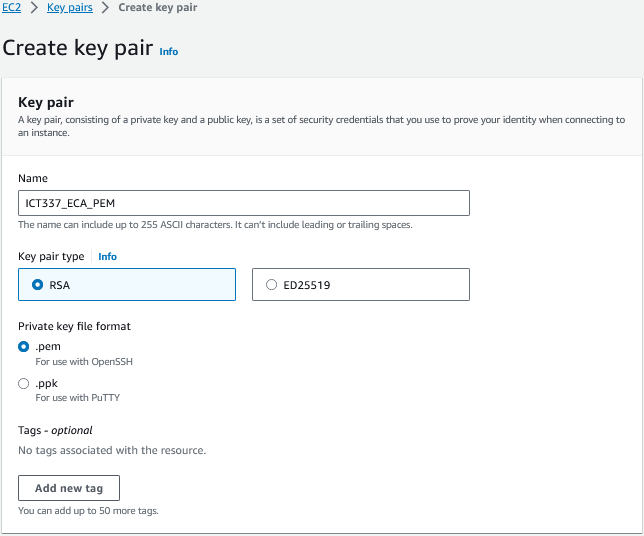 EC2 > Key pairs > Create key pair
Create key pair Info
Key pair
A key pair, consisting of a private key and a public key, is a set of security credentials that you use to prove your identity when connecting to
an instance.
Name
ICT337_ECA_PEM
The name can include up to 255 ASCII characters. It can't include leading or trailing spaces.
Key pair type Info
RSA ED25519
Private key file format
.pem
For use with OpenSSH
.ppk
For use with PuTTY
Tags - optional
No tags associated with the resource.
Add new tag
You can add up to 50 more tags.